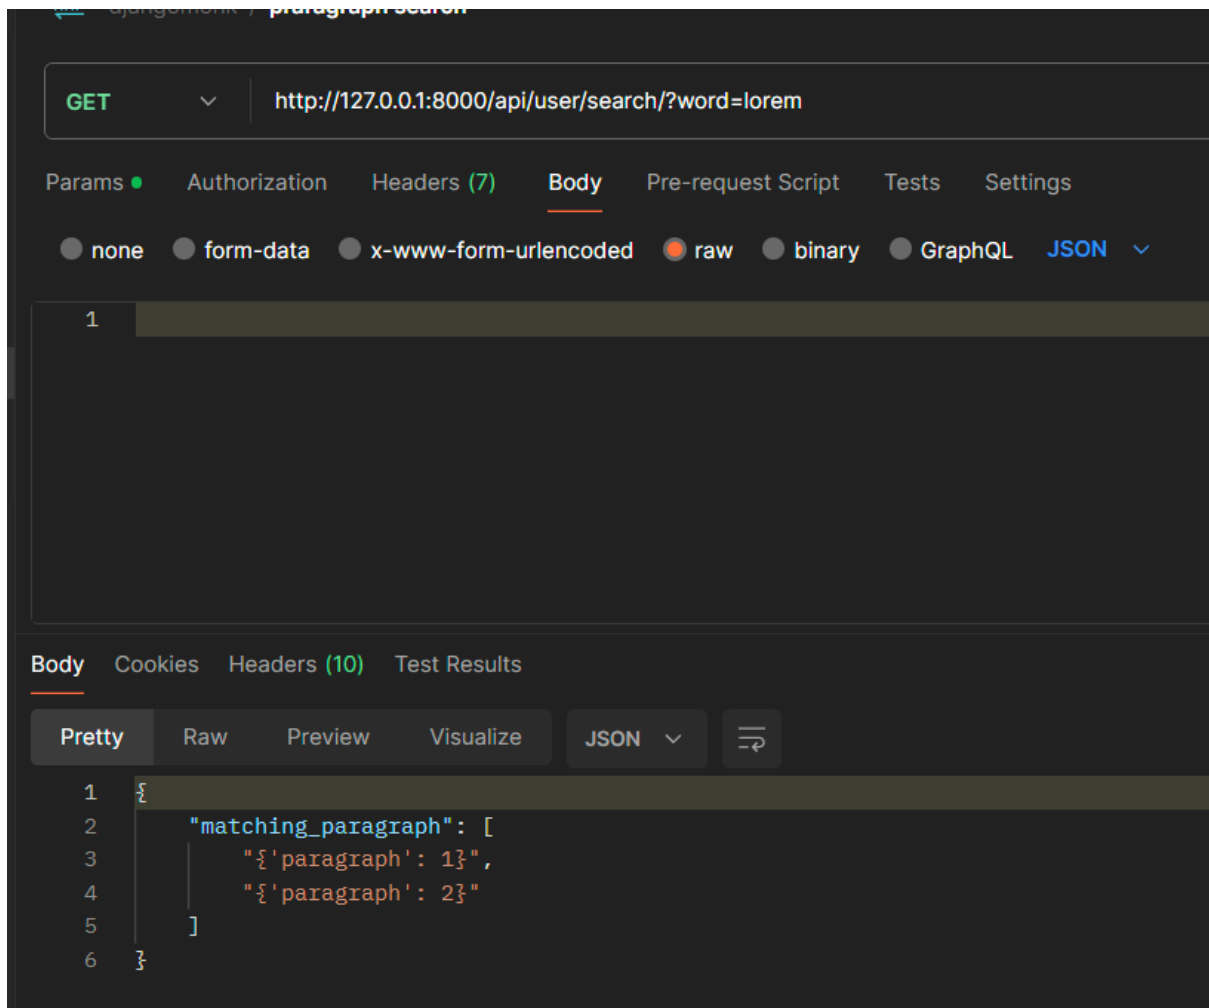 praragraph search
GET http://127.0.0.1:8000/api/user/search/?word=lorem
Params Authorization Headers (7) Body Pre-request Script Tests Settings
none form-data x-www-form-urlencoded raw binary GraphQL JSON
1
Body Cookies Headers (10) Test Results
Pretty Raw Preview Visualize JSON
1 {
2 "matching_paragraph": [
3 "{'paragraph': 1}",
4 "{'paragraph': 2}"
5 ]
6 }